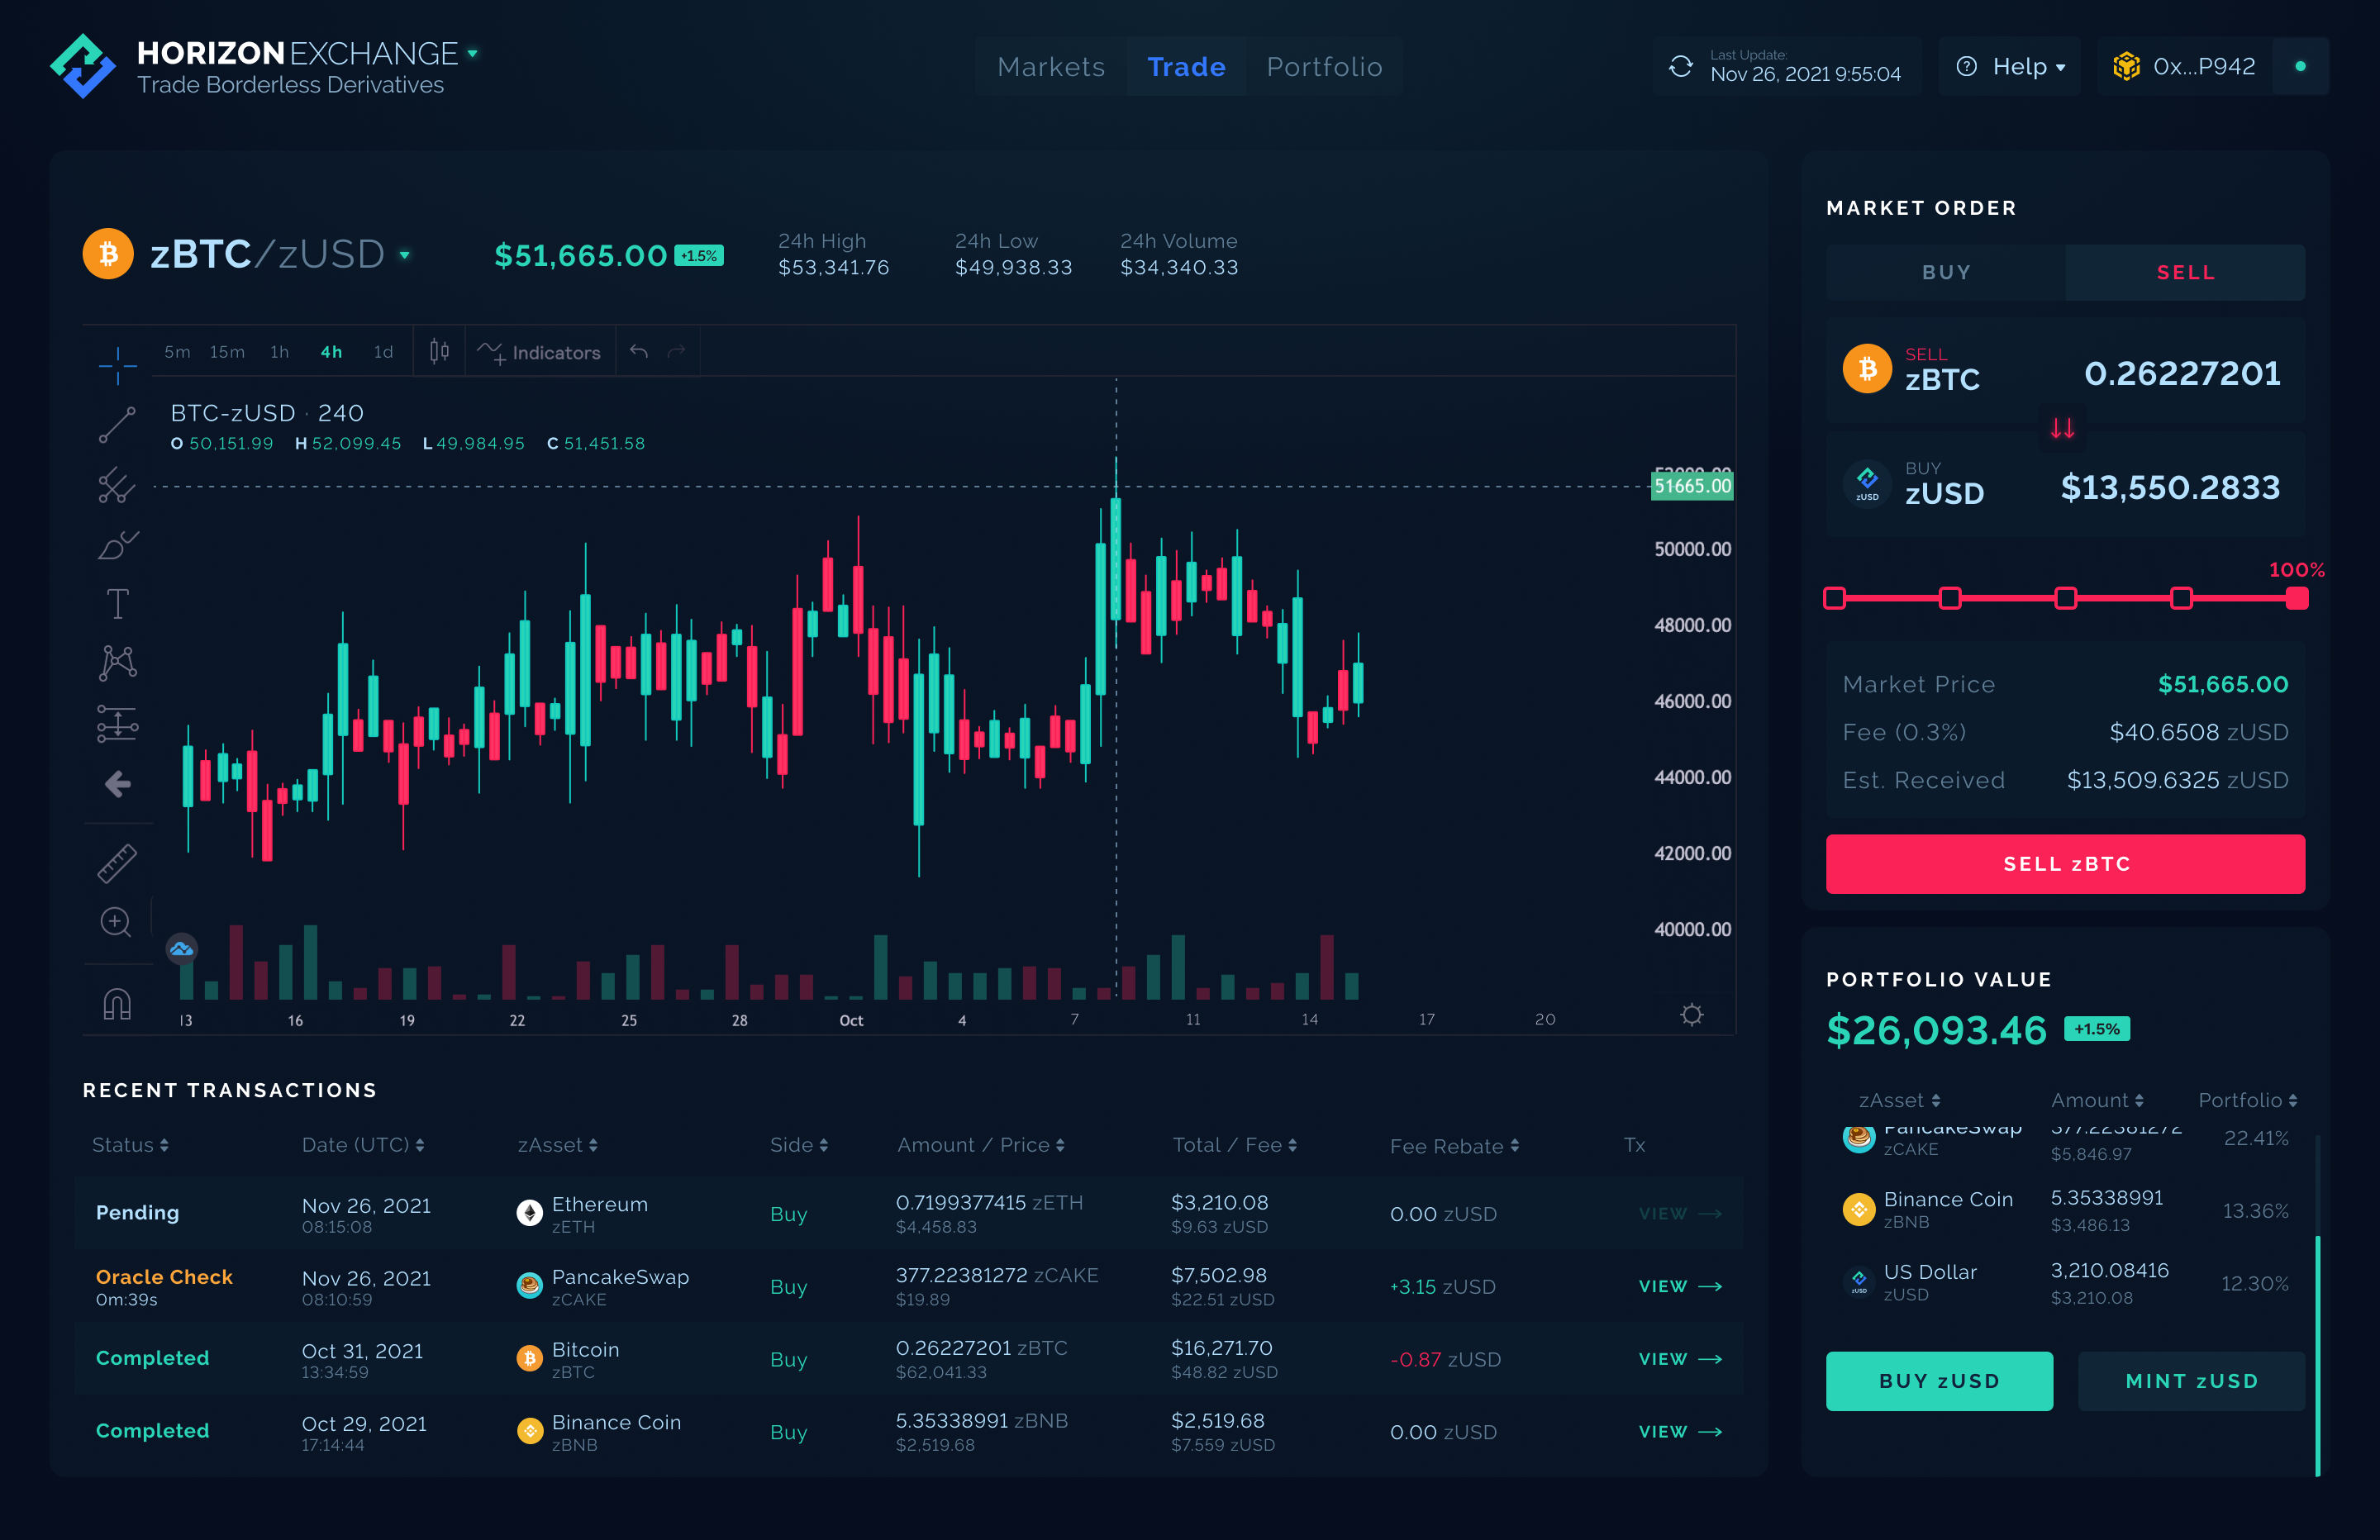 HORIZON EXCHANGE
Trade Borderless Derivatives
Markets Trade Portfolio
Last Update:
Nov 26, 2021 9:55:04
Help
0x...P942
zBTC/zUSD
$51,665.00 +1.5%
24h High
$53,341.76
24h Low
$49,938.33
24h Volume
$34,340.33
5m 15m 1h 4h 1d Indicators
BTC-zUSD · 240
O 50,151.99 H 52,099.45 L 49,984.95 C 51,451.58
51665.00
50000.00
48000.00
46000.00
44000.00
42000.00
40000.00
13 16 19 22 25 28 Oct 4 7 11 14 17 20
RECENT TRANSACTIONS
Status Date (UTC) zAsset Side Amount / Price Total / Fee Fee Rebate Tx
Pending Nov 26, 2021 Ethereum Buy 0.7199377415 zETH $3,210.08 0.00 zUSD VIEW
08:15:08 zETH $4,458.83 $9.63 zUSD
Oracle Check Nov 26, 2021 PancakeSwap Buy 377.22381272 zCAKE $7,502.98 +3.15 zUSD VIEW
0m:39s 08:10:59 zCAKE $19.89 $22.51 zUSD
Completed Oct 31, 2021 Bitcoin Buy 0.26227201 zBTC $16,271.70 -0.87 zUSD VIEW
13:34:59 zBTC $62,041.33 $48.82 zUSD
Completed Oct 29, 2021 Binance Coin Buy 5.35338991 zBNB $2,519.68 0.00 zUSD VIEW
17:14:44 zBNB $2,519.68 $7.559 zUSD
MARKET ORDER
BUY SELL
SELL
zBTC 0.26227201
BUY
zUSD $13,550.2833
zUSD
100%
Market Price $51,665.00
Fee (0.3%) $40.6508 zUSD
Est. Received $13,509.6325 zUSD
SELL zBTC
PORTFOLIO VALUE
$26,093.46 +1.5%
zAsset Amount Portfolio
PancakeSwap 377.22381272 22.41%
zCAKE $5,846.97
Binance Coin 5.35338991 13.36%
zBNB $3,486.13
US Dollar 3,210.08416 12.30%
zUSD $3,210.08
zUSD
BUY zUSD MINT zUSD